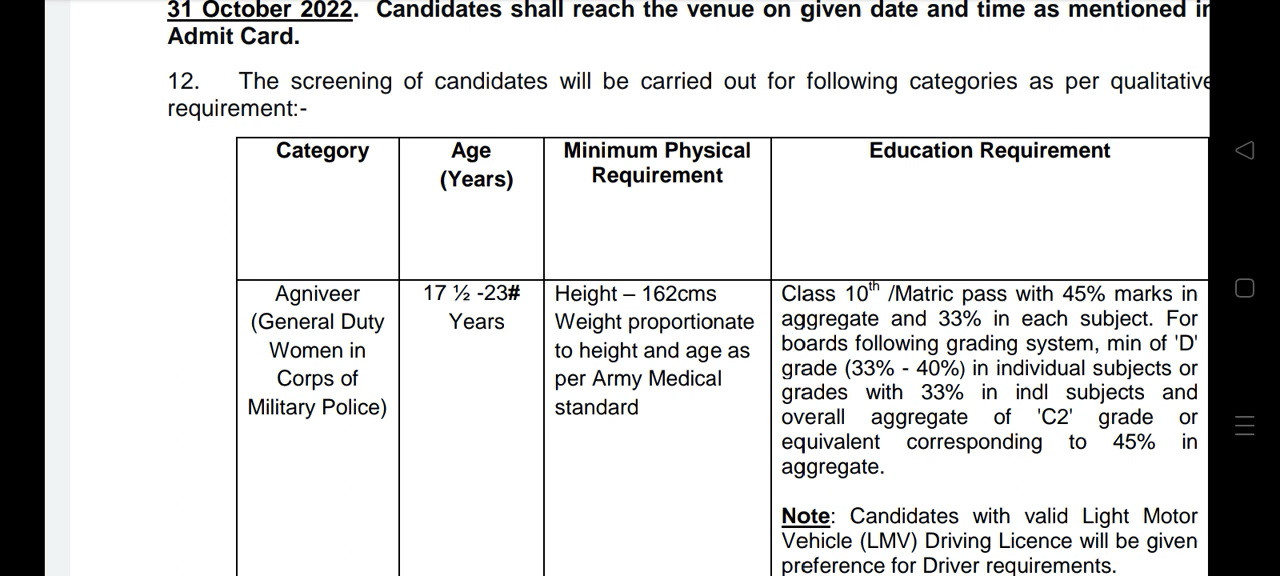 31 October 2022. Candidates shall reach the venue on given date and time as mentioned in
Admit Card.
12. The screening of candidates will be carried out for following categories as per qualitative
requirement:-
Category
Age
(Years)
Minimum Physical
Requirement
Education Requirement
Agniveer
(General Duty
Women in
Corps of
Military Police)
17 ½ -23#
Years
Height – 162cms
Weight proportionate
to height and age as
per Army Medical
standard
Class 10th /Matric pass with 45% marks in
aggregate and 33% in each subject. For
boards following grading system, min of 'D'
grade (33% - 40%) in individual subjects or
grades with 33% in indl subjects and
overall aggregate of 'C2' grade or
equivalent corresponding to 45% in
aggregate.
Note: Candidates with valid Light Motor
Vehicle (LMV) Driving Licence will be given
preference for Driver requirements.